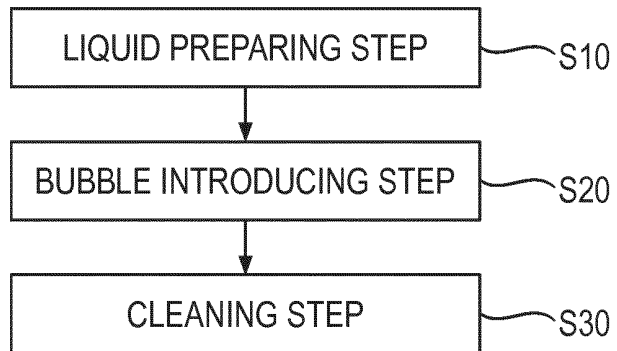 LIQUID PREPARING STEP S10
BUBBLE INTRODUCING STEP S20
CLEANING STEP S30